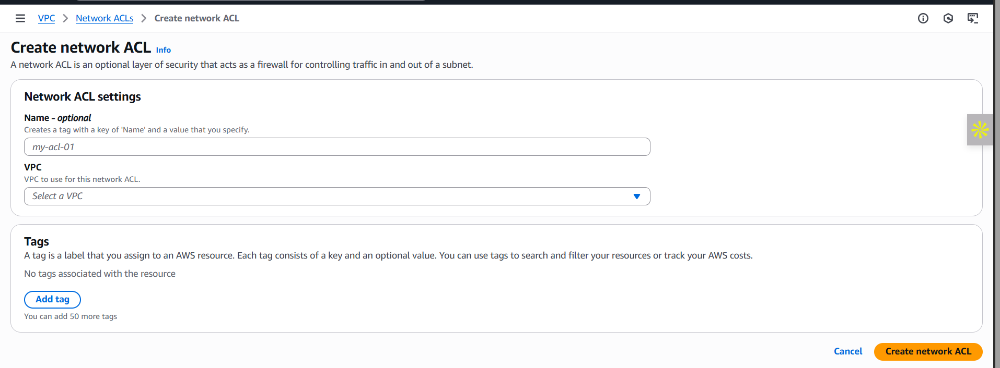 VPC > Network ACLs > Create network ACL
Create network ACL Info
A network ACL is an optional layer of security that acts as a firewall for controlling traffic in and out of a subnet.
Network ACL settings
Name - optional
Creates a tag with a key of 'Name' and a value that you specify.
my-acl-01
VPC
VPC to use for this network ACL.
Select a VPC
Tags
A tag is a label that you assign to an AWS resource. Each tag consists of a key and an optional value. You can use tags to search and filter your resources or track your AWS costs.
No tags associated with the resource
Add tag
You can add 50 more tags
Cancel Create network ACL